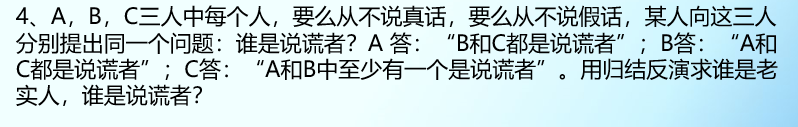 4、A，B，C三人中每个人，要么从不说真话，要么从不说假话，某人向这三人
分别提出同一个问题：谁是说谎者？A 答：“B和C都是说谎者”；B答：“A和
C都是说谎者”；C答：“A和B中至少有一个是说谎者”。用归结反演求谁是老
实人，谁是说谎者？